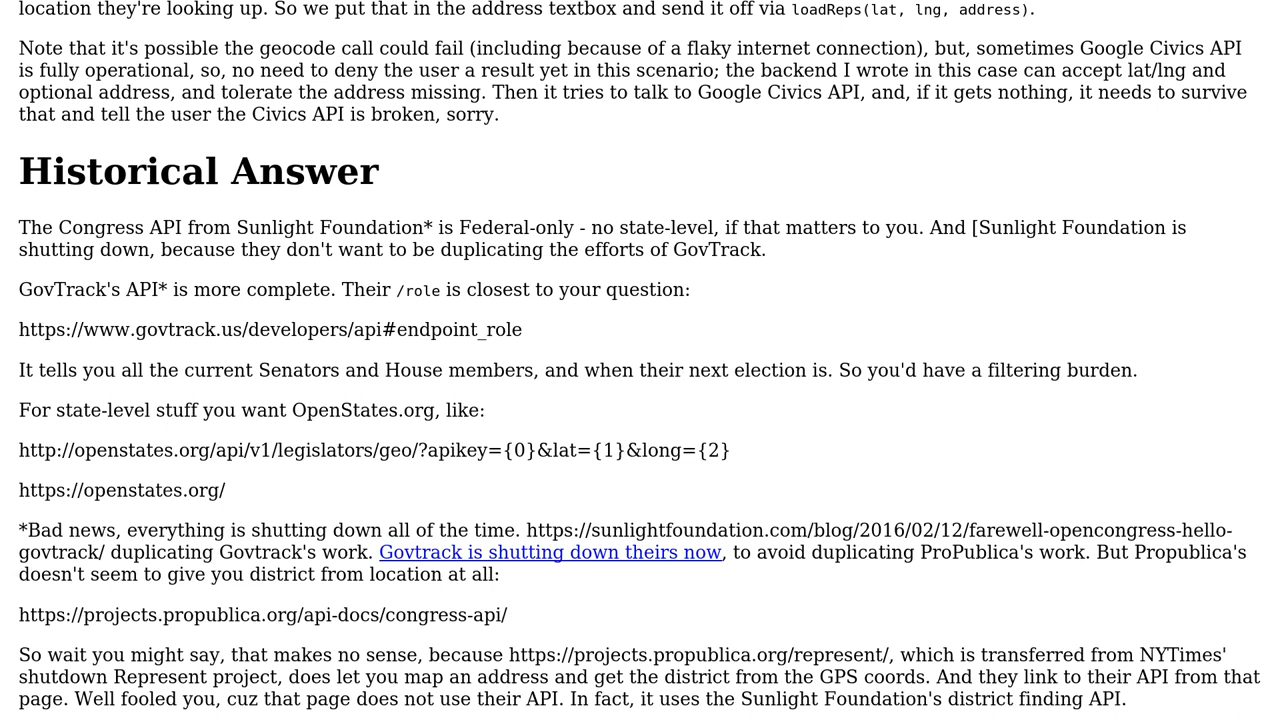 location they're looking up. So we put that in the address textbox and send it off via loadReps(lat, lng, address).
Note that it's possible the geocode call could fail (including because of a flaky internet connection), but, sometimes Google Civics API
is fully operational, so, no need to deny the user a result yet in this scenario; the backend I wrote in this case can accept lat/lng and
optional address, and tolerate the address missing. Then it tries to talk to Google Civics API, and, if it gets nothing, it needs to survive
that and tell the user the Civics API is broken, sorry.
Historical Answer
The Congress API from Sunlight Foundation* is Federal-only - no state-level, if that matters to you. And [Sunlight Foundation is
shutting down, because they don't want to be duplicating the efforts of GovTrack.
GovTrack's API* is more complete. Their /role is closest to your question:
https://www.govtrack.us/developers/api#endpoint_role
It tells you all the current Senators and House members, and when their next election is. So you'd have a filtering burden.
For state-level stuff you want OpenStates.org, like:
http://openstates.org/api/v1/legislators/geo/?apikey={0}&lat={1}&long={2}
https://openstates.org/
*Bad news, everything is shutting down all of the time. https://sunlightfoundation.com/blog/2016/02/12/farewell-opencongress-hello-
govtrack/ duplicating Govtrack's work. Govtrack is shutting down theirs now, to avoid duplicating ProPublica's work. But Propublica's
doesn't seem to give you district from location at all:
https://projects.propublica.org/api-docs/congress-api/
So wait you might say, that makes no sense, because https://projects.propublica.org/represent/, which is transferred from NYTimes'
shutdown Represent project, does let you map an address and get the district from the GPS coords. And they link to their API from that
page. Well fooled you, cuz that page does not use their API. In fact, it uses the Sunlight Foundation's district finding API.